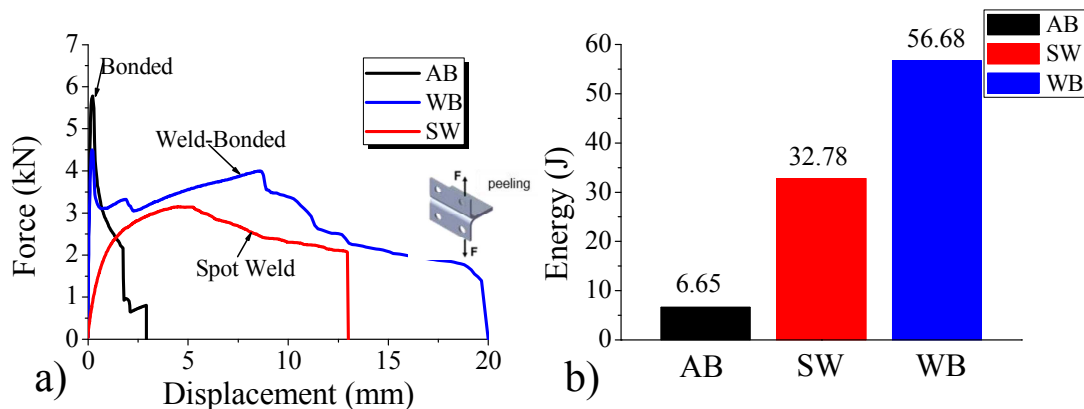 7
6
5
4
3
2
1
0
Force (kN)
Bonded
Weld-Bonded
Spot Weld
AB
WB
SW
F
peeling
F
0
5
10
15
20
Displacement (mm)
a)
60
50
40
30
20
10
0
Energy (J)
6.65
32.78
56.68
AB
SW
WB
AB
SW
WB
b)